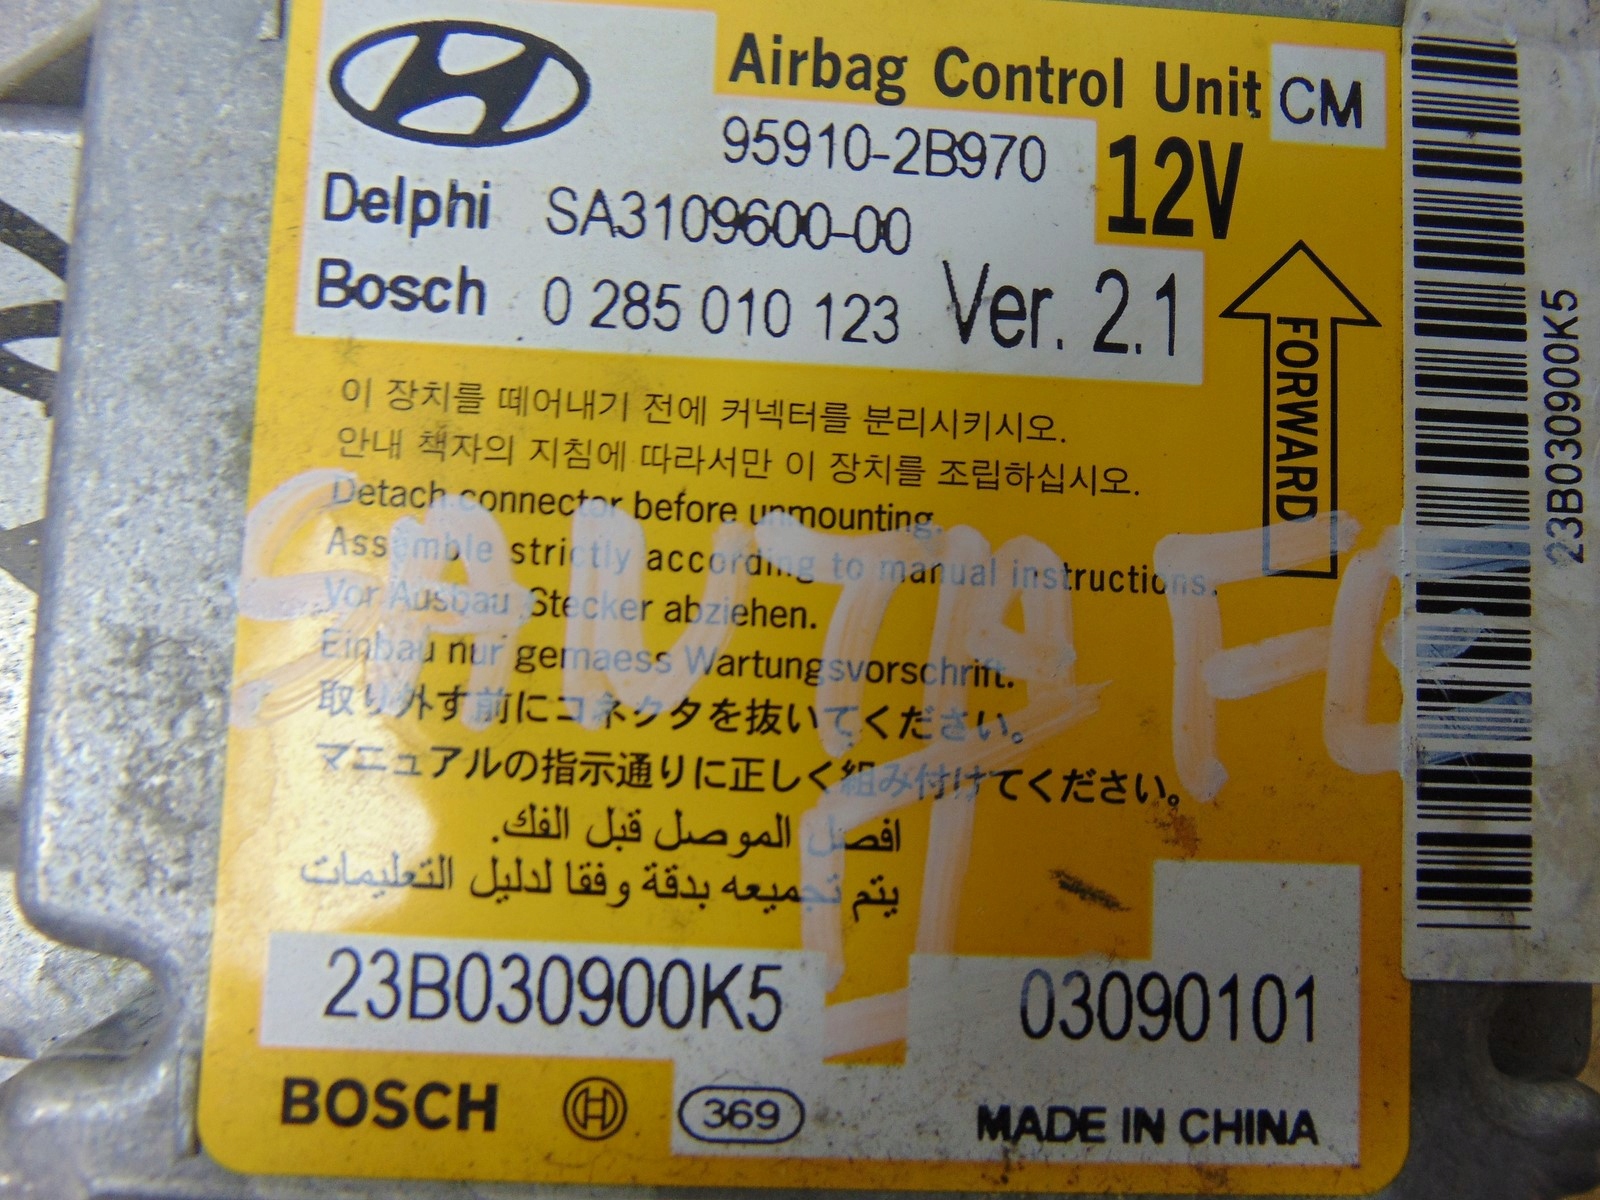 Airbag Control Unit CM
95910-2B970
12V
Delphi SA3109600-00
Bosch 0 285 010 123 Ver. 2.1
FORWARD
이 장치를 떼어내기 전에 커넥터를 분리시키시오.
안내 책자의 지침에 따라서만 이 장치를 조립하십시오.
Detach connector before unmounting.
Assemble strictly according to manual instructions.
Vor Ausbau Stecker abziehen.
Einbau nur gemaess Wartungsvorschrift.
取り外す前にコネクタを抜いてください。
マニュアルの指示通りに正しく組み付けてください。
افصل الموصل قبل الفك.
يتم تجميعه بدقة وفقا لدليل التعليمات
SANTA FE
23B030900K5
03090101
BOSCH
369
MADE IN CHINA
23B030900K5